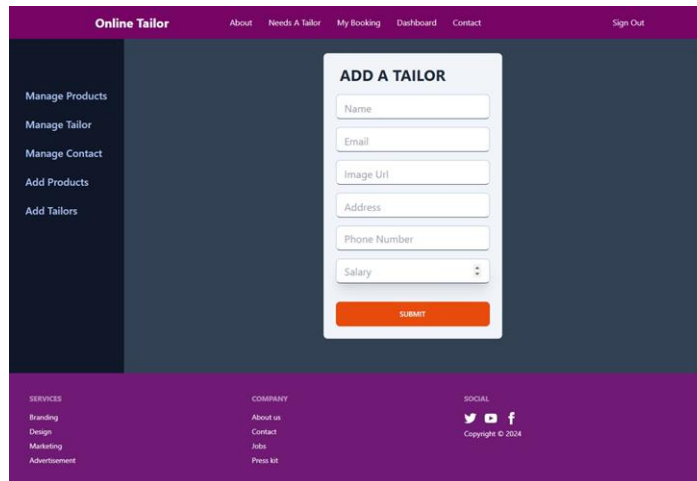 Online Tailor About Needs A Tailor My Booking Dashboard Contact Sign Out
Manage Products
Manage Tailor
Manage Contact
Add Products
Add Tailors
ADD A TAILOR
Name
Email
Image Url
Address
Phone Number
Salary
SUBMIT
SERVICES
Branding
Design
Marketing
Advertisement
COMPANY
About us
Contact
Jobs
Press kit
SOCIAL
Copyright © 2024